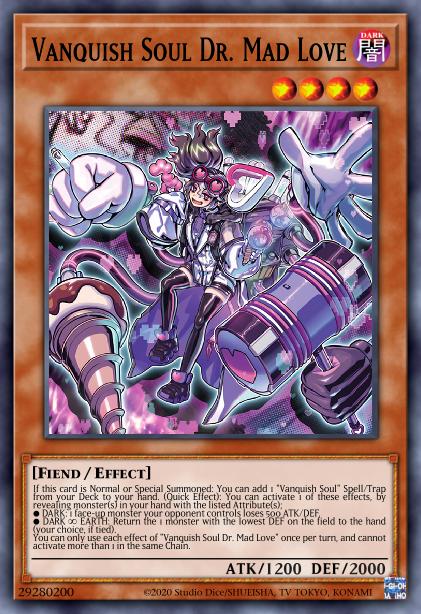 VANQUISH SOUL DR. MAD LOVE
DARK
闇
[FIEND / EFFECT]
If this card is Normal or Special Summoned: You can add 1 "Vanquish Soul" Spell/Trap
from your Deck to your hand. (Quick Effect): You can activate 1 of these effects, by
revealing monster(s) in your hand with the listed Attribute(s);
● DARK: 1 face-up monster your opponent controls loses 500 ATK/DEF.
● DARK ∞ EARTH: Return the 1 monster with the lowest DEF on the field to the hand
(your choice, if tied).
You can only use each effect of "Vanquish Soul Dr. Mad Love" once per turn, and cannot
activate more than 1 in the same Chain.
ATK/1200 DEF/2000
29280200
©2020 Studio Dice/SHUEISHA, TV TOKYO, KONAMI